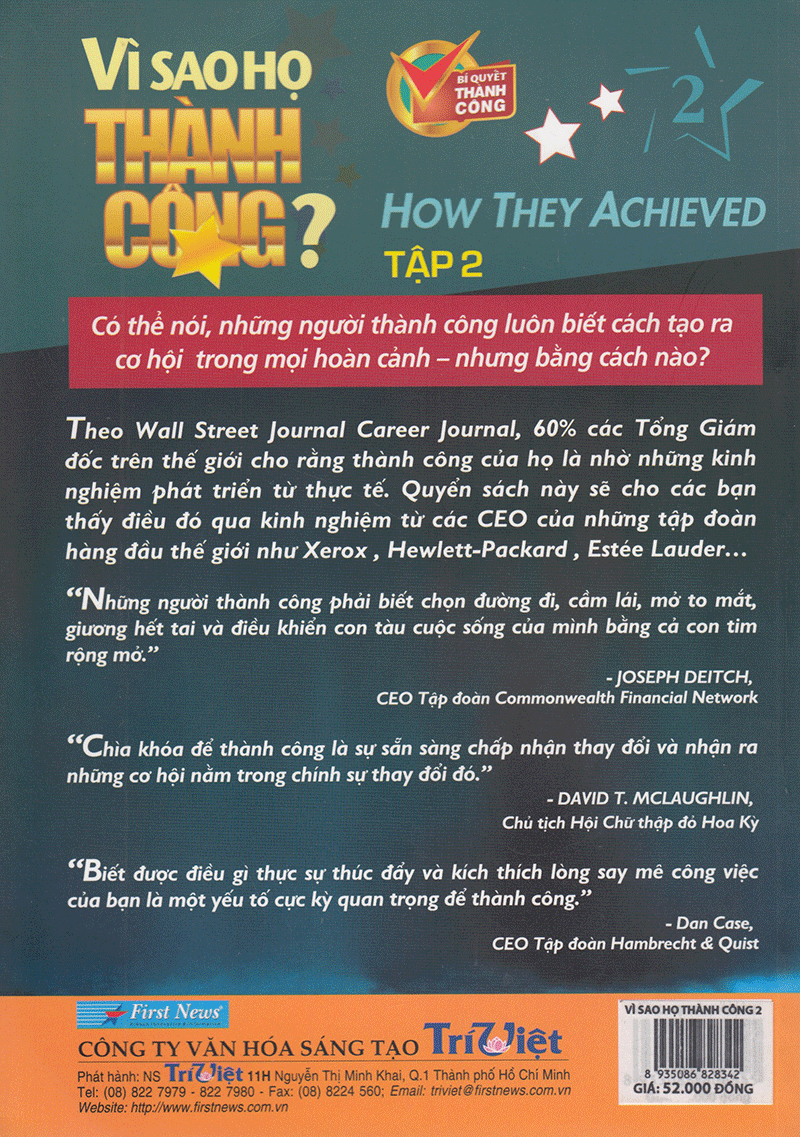 VÌ SAO HỌ
THÀNH
CÔNG?
BÍ QUYẾT
THÀNH
CÔNG
2
HOW THEY ACHIEVED
TẬP 2
Có thể nói, những người thành công luôn biết cách tạo ra
cơ hội trong mọi hoàn cảnh – nhưng bằng cách nào?
Theo Wall Street Journal Career Journal, 60% các Tổng Giám
đốc trên thế giới cho rằng thành công của họ là nhờ những kinh
nghiệm phát triển từ thực tế. Quyển sách này sẽ cho các bạn
thấy điều đó qua kinh nghiệm từ các CEO của những tập đoàn
hàng đầu thế giới như Xerox , Hewlett-Packard , Estée Lauder...
“Những người thành công phải biết chọn đường đi, cầm lái, mở to mắt,
giương hết tai và điều khiển con tàu cuộc sống của mình bằng cả con tim
rộng mở.”
- JOSEPH DEITCH,
CEO Tập đoàn Commonwealth Financial Network
“Chìa khóa để thành công là sự sẵn sàng chấp nhận thay đổi và nhận ra
những cơ hội nằm trong chính sự thay đổi đó.”
- DAVID T. MCLAUGHLIN,
Chủ tịch Hội Chữ thập đỏ Hoa Kỳ
“Biết được điều gì thực sự thúc đẩy và kích thích lòng say mê công việc
của bạn là một yếu tố cực kỳ quan trọng để thành công.”
- Dan Case,
CEO Tập đoàn Hambrecht & Quist
First News®
CÔNG TY VĂN HÓA SÁNG TẠO Trí Việt
Phát hành: NS Trí Việt 11H Nguyễn Thị Minh Khai, Q.1 Thành phố Hồ Chí Minh
Tel: (08) 822 7979 - 822 7980 - Fax: (08) 8224 560; Email: triviet@firstnews.com.vn
Website: http://www.firstnews.com.vn
VÌ SAO HỌ THÀNH CÔNG 2
8 935086 828342
GIÁ: 52.000 ĐỒNG